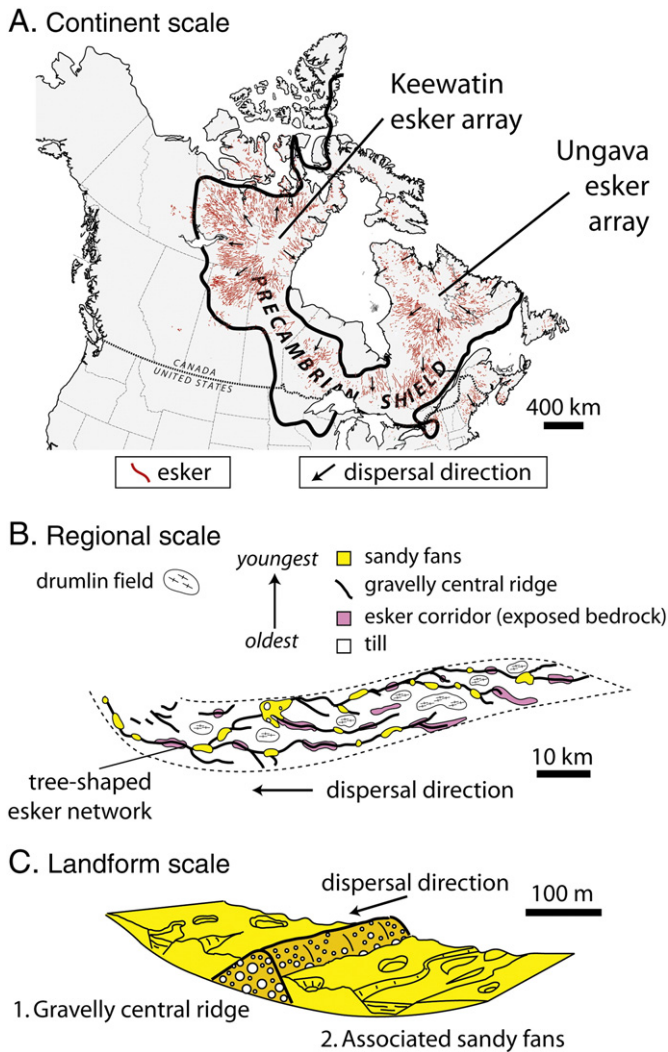 A. Continent scale
Keewatin
esker array
Ungava
esker
array
PRECAMBRIAN SHIELD
CANADA
UNITED STATES
400 km
esker
dispersal direction
B. Regional scale
drumlin field
youngest
oldest
sandy fans
gravelly central ridge
esker corridor (exposed bedrock)
till
10 km
tree-shaped
esker network
dispersal direction
C. Landform scale
dispersal direction
100 m
1. Gravelly central ridge
2. Associated sandy fans